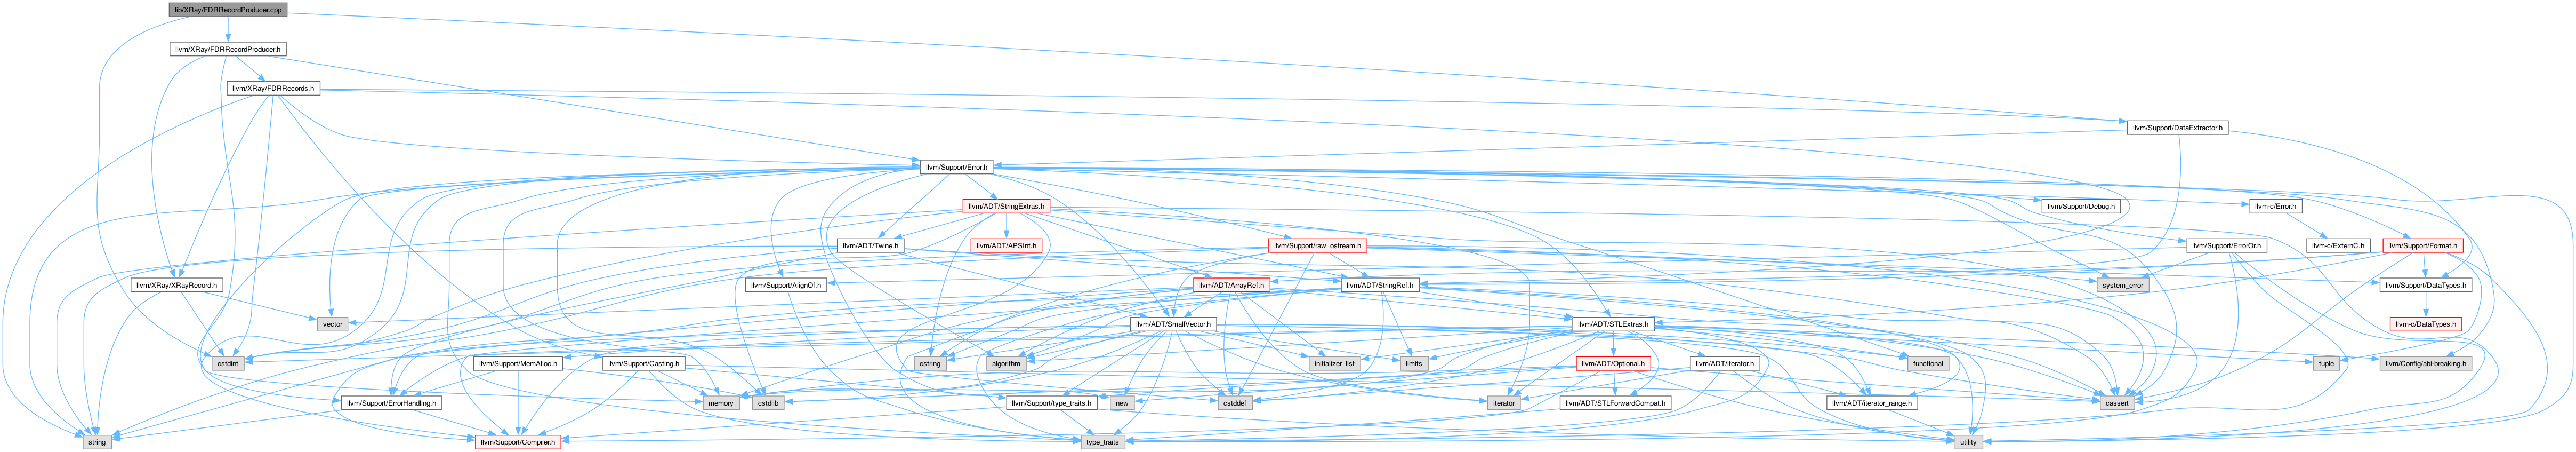 lib/XRay/FDRRecordProducer.cpp
llvm/XRay/FDRRecordProducer.h
llvm/XRay/FDRRecords.h
llvm/Support/DataExtractor.h
llvm/Support/Error.h
llvm/ADT/StringExtras.h
llvm/Support/Debug.h
llvm-c/Error.h
llvm/ADT/Twine.h
llvm/ADT/APSInt.h
llvm/Support/raw_ostream.h
llvm/Support/ErrorOr.h
llvm-c/ExternC.h
llvm/Support/Format.h
llvm/XRay/XRayRecord.h
llvm/Support/AlignOf.h
llvm/ADT/ArrayRef.h
llvm/ADT/StringRef.h
system_error
llvm/Support/DataTypes.h
vector
llvm/ADT/SmallVector.h
llvm/ADT/STLExtras.h
llvm-c/DataTypes.h
cstdint
llvm/Support/MemAlloc.h
llvm/Support/Casting.h
cstring
algorithm
initializer_list
limits
llvm/ADT/Optional.h
llvm/ADT/iterator.h
functional
tuple
llvm/Config/abi-breaking.h
llvm/Support/ErrorHandling.h
memory
cstdlib
new
llvm/Support/type_traits.h
cstddef
iterator
llvm/ADT/STLForwardCompat.h
llvm/ADT/iterator_range.h
cassert
string
llvm/Support/Compiler.h
type_traits
utility